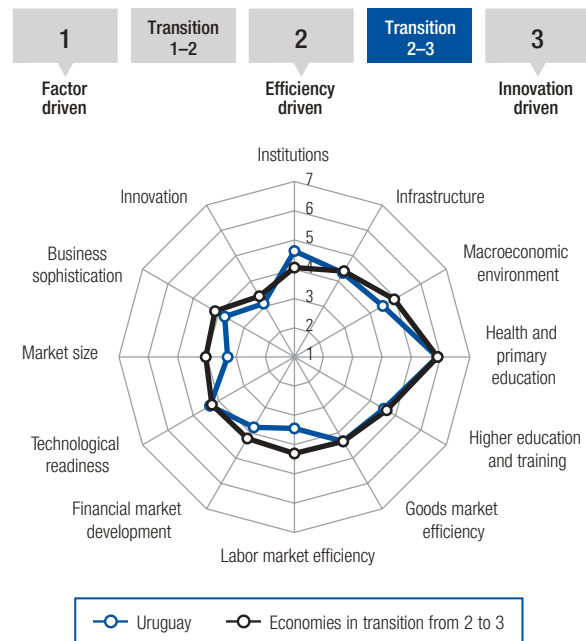 1
Transition
1–2
2
Transition
2–3
3
Factor
driven
Efficiency
driven
Innovation
driven
Institutions
Innovation
Infrastructure
Business
sophistication
Macroeconomic
environment
Market size
Health and
primary
education
Technological
readiness
Higher education
and training
Financial market
development
Goods market
efficiency
Labor market efficiency
7
6
5
4
3
2
1
Uruguay
Economies in transition from 2 to 3